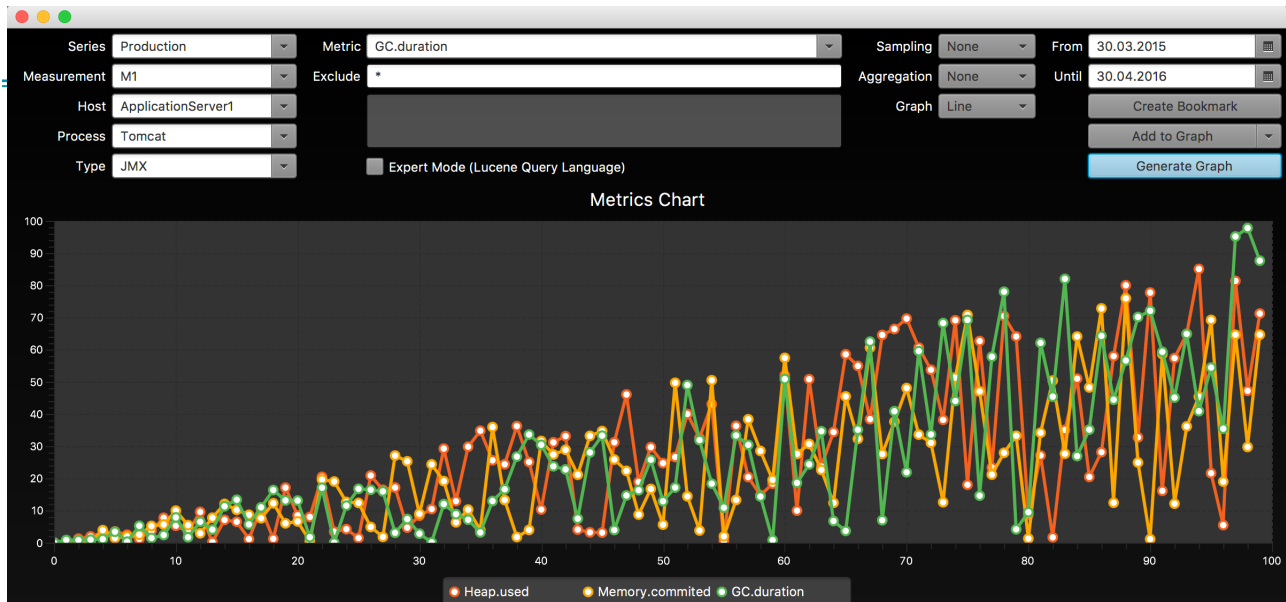 Series Production Metric GC.duration Sampling None From 30.03.2015
Measurement M1 Exclude * Aggregation None Until 30.04.2016
Host ApplicationServer1 Graph Line Create Bookmark
Process Tomcat Add to Graph
Type JMX Expert Mode (Lucene Query Language) Generate Graph
Metrics Chart
100
90
80
70
60
50
40
30
20
10
0
0 10 20 30 40 50 60 70 80 90 100
Heap.used Memory.commited GC.duration